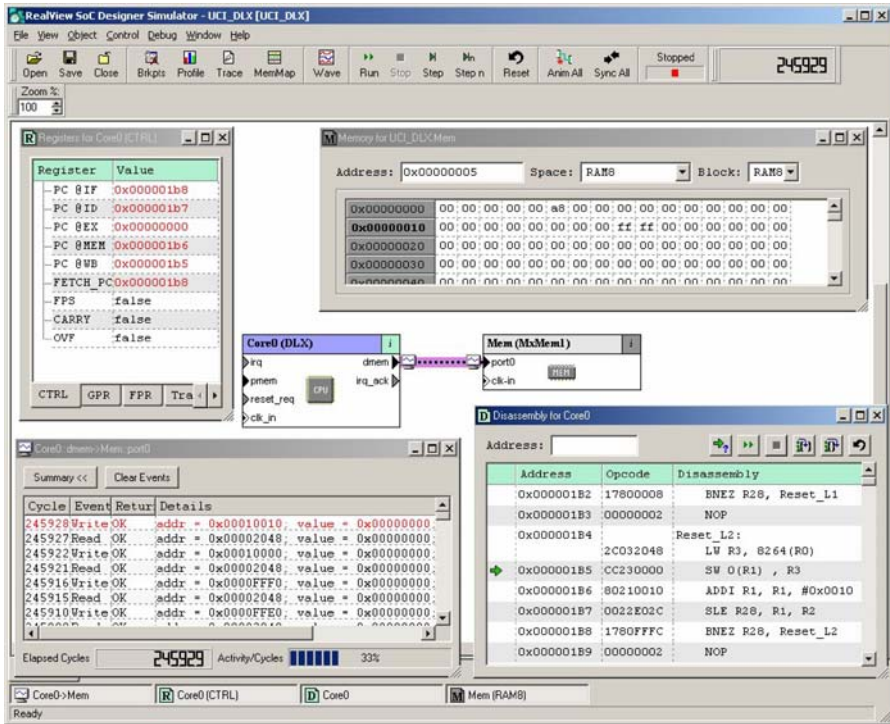 RealView SoC Designer Simulator - UCI_DLX [UCI_DLX]
File View Object Control Debug Window Help
Open Save Close Brkpts Profile Trace MemMap Wave Run Stop Step Step n Reset Anim All Sync All Stopped 245929
Zoom %:
100
Registers for Core0 (CTRL)
Register Value
PC @IF 0x000001b8
PC @ID 0x000001b7
PC @EX 0x00000000
PC @MEM 0x000001b6
PC @WB 0x000001b5
FETCH_PC 0x000001b8
FPS false
CARRY false
OVF false
CTRL GPR FPR Tra
Memory for UCI_DLX.Mem
Address: 0x00000005 Space: RAM8 Block: RAM8
0x00000000 00 00 00 00 00 a8 00 00 00 00 00 00 00 00 00 00
0x00000010 00 00 00 00 00 00 00 00 00 ff ff 00 00 00 00 00
0x00000020 00 00 00 00 00 00 00 00 00 00 00 00 00 00 00 00
0x00000030 00 00 00 00 00 00 00 00 00 00 00 00 00 00 00 00
Core0 (DLX) i
irq dmem
pmem irq_ack
reset_req
clk_in
CPU
Mem (MxMem1) i
port0
clk-in
MEM
Core0: dmem->Mem: port0
Summary << Clear Events
Cycle Event Retur Details
245928 Write OK addr = 0x00010010; value = 0x00000000;
245927 Read OK addr = 0x00002048; value = 0x00000000;
245922 Write OK addr = 0x00010000; value = 0x00000000;
245921 Read OK addr = 0x00002048; value = 0x00000000;
245916 Write OK addr = 0x0000FFF0; value = 0x00000000;
245915 Read OK addr = 0x00002048; value = 0x00000000;
245910 Write OK addr = 0x0000FFE0; value = 0x00000000;
Elapsed Cycles 245929 Activity/Cycles 33%
Disassembly for Core0
Address:
Address Opcode Disassembly
0x000001B2 17800008 BNEZ R28, Reset_L1
0x000001B3 00000002 NOP
0x000001B4 Reset_L2:
2C032048 LW R3, 8264(R0)
0x000001B5 CC230000 SW 0(R1) , R3
0x000001B6 80210010 ADDI R1, R1, #0x0010
0x000001B7 0022E02C SLE R28, R1, R2
0x000001B8 1780FFFC BNEZ R28, Reset_L2
0x000001B9 00000002 NOP
Core0->Mem Core0 (CTRL) Core0 Mem (RAM8)
Ready